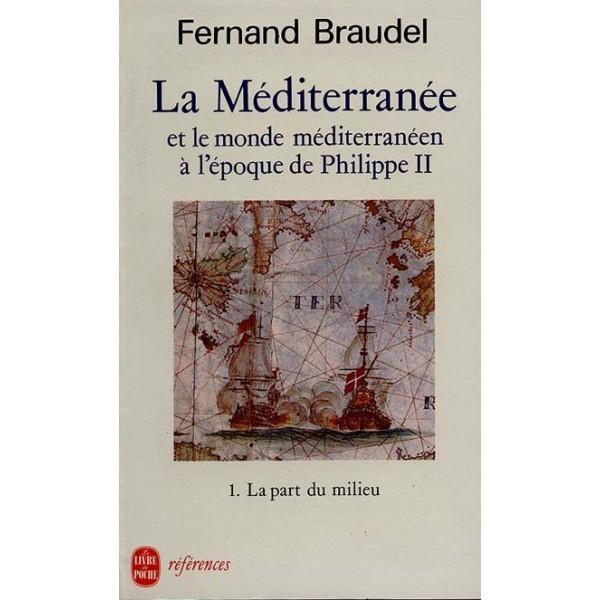 Fernand Braudel
La Méditerranée
et le monde méditerranéen
à l'époque de Philippe II
TER
1. La part du milieu
Le
LIVRE
de
POCHE
références